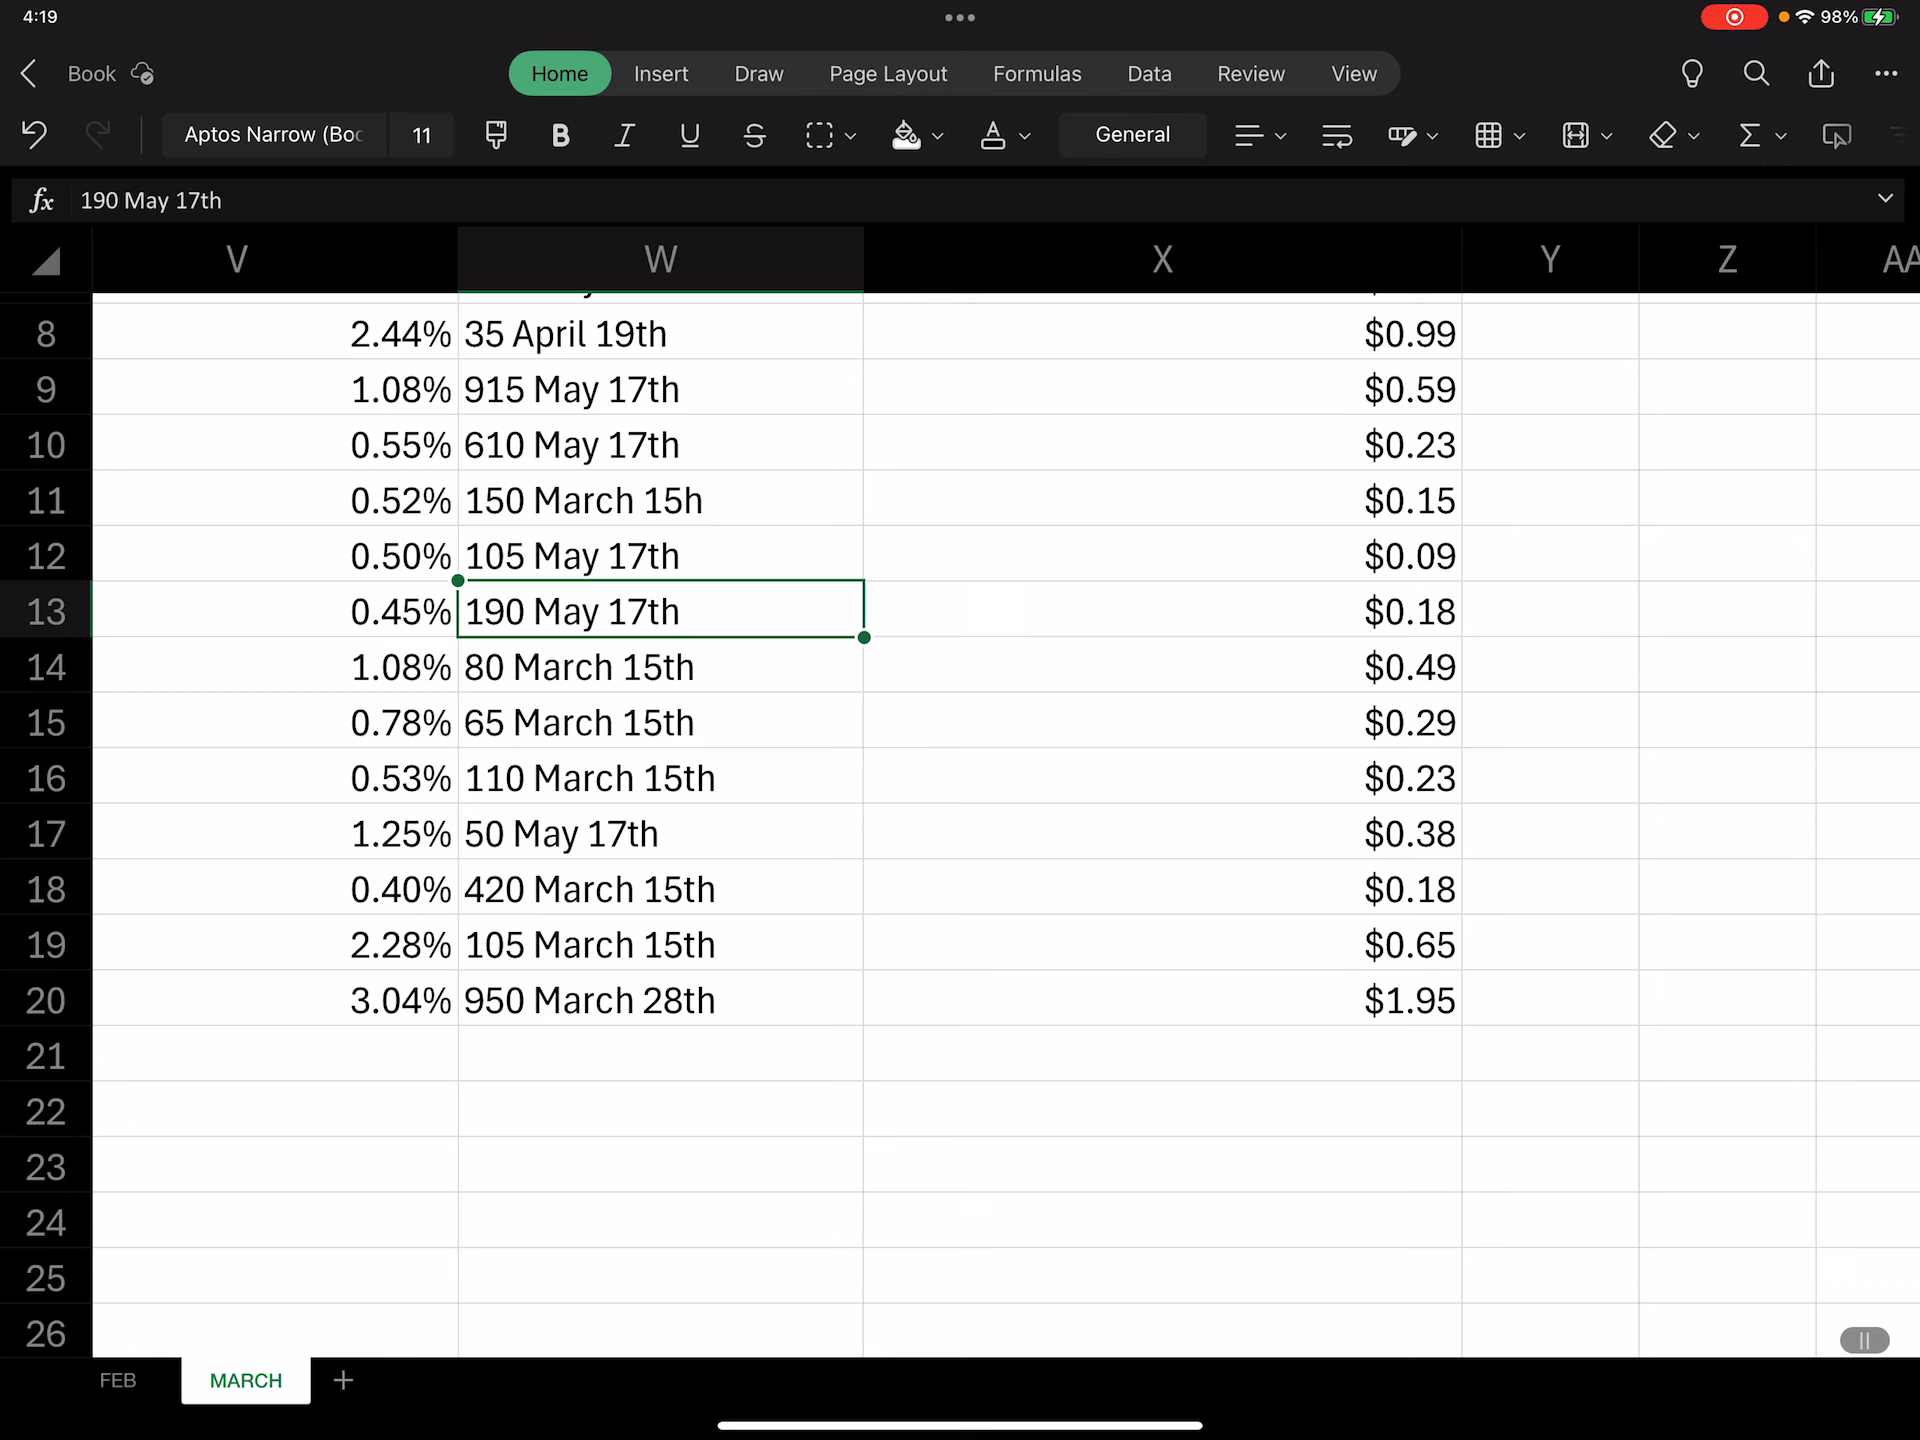 4:19
98%
Book
Home Insert Draw Page Layout Formulas Data Review View
Aptos Narrow (Boc 11 B I U S A General Σ
fx 190 May 17th
V W X Y Z AA
8 2.44% 35 April 19th $0.99
9 1.08% 915 May 17th $0.59
10 0.55% 610 May 17th $0.23
11 0.52% 150 March 15h $0.15
12 0.50% 105 May 17th $0.09
13 0.45% 190 May 17th $0.18
14 1.08% 80 March 15th $0.49
15 0.78% 65 March 15th $0.29
16 0.53% 110 March 15th $0.23
17 1.25% 50 May 17th $0.38
18 0.40% 420 March 15th $0.18
19 2.28% 105 March 15th $0.65
20 3.04% 950 March 28th $1.95
21
22
23
24
25
26
FEB MARCH +